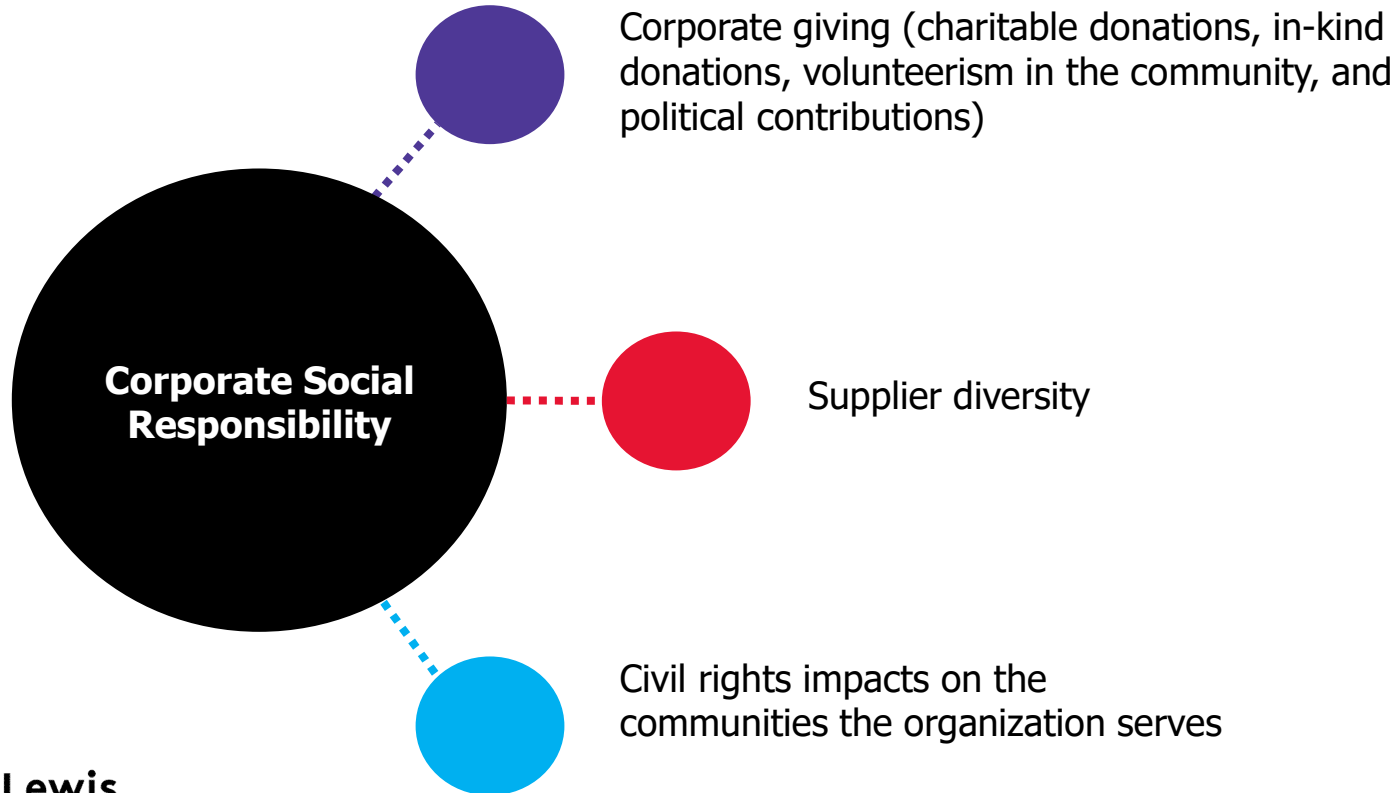 Corporate giving (charitable donations, in-kind
donations, volunteerism in the community, and
political contributions)
Corporate Social
Responsibility
Supplier diversity
Civil rights impacts on the
communities the organization serves
Lewis